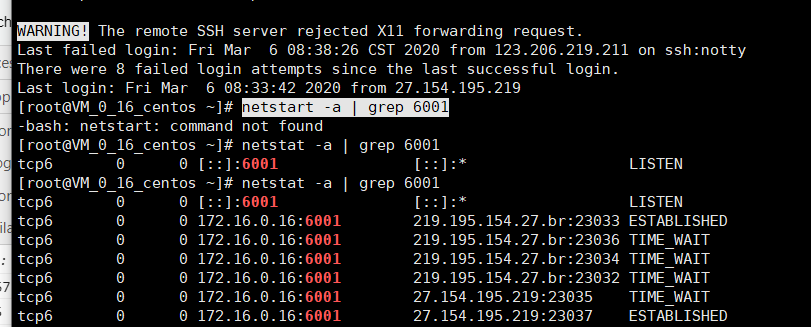 WARNING! The remote SSH server rejected X11 forwarding request.
Last failed login: Fri Mar  6 08:38:26 CST 2020 from 123.206.219.211 on ssh:notty
There were 8 failed login attempts since the last successful login.
Last login: Fri Mar  6 08:33:42 2020 from 27.154.195.219
[root@VM_0_16_centos ~]# netstart -a | grep 6001
-bash: netstart: command not found
[root@VM_0_16_centos ~]# netstat -a | grep 6001
tcp6       0      0 [::]:6001               [::]:*                  LISTEN
[root@VM_0_16_centos ~]# netstat -a | grep 6001
tcp6       0      0 [::]:6001               [::]:*                  LISTEN
tcp6       0      0 172.16.0.16:6001        219.195.154.27.br:23033 ESTABLISHED
tcp6       0      0 172.16.0.16:6001        219.195.154.27.br:23036 TIME_WAIT
tcp6       0      0 172.16.0.16:6001        219.195.154.27.br:23034 TIME_WAIT
tcp6       0      0 172.16.0.16:6001        219.195.154.27.br:23032 TIME_WAIT
tcp6       0      0 172.16.0.16:6001        27.154.195.219:23035    TIME_WAIT
tcp6       0      0 172.16.0.16:6001        219.195.154.27.br:23037 ESTABLISHED